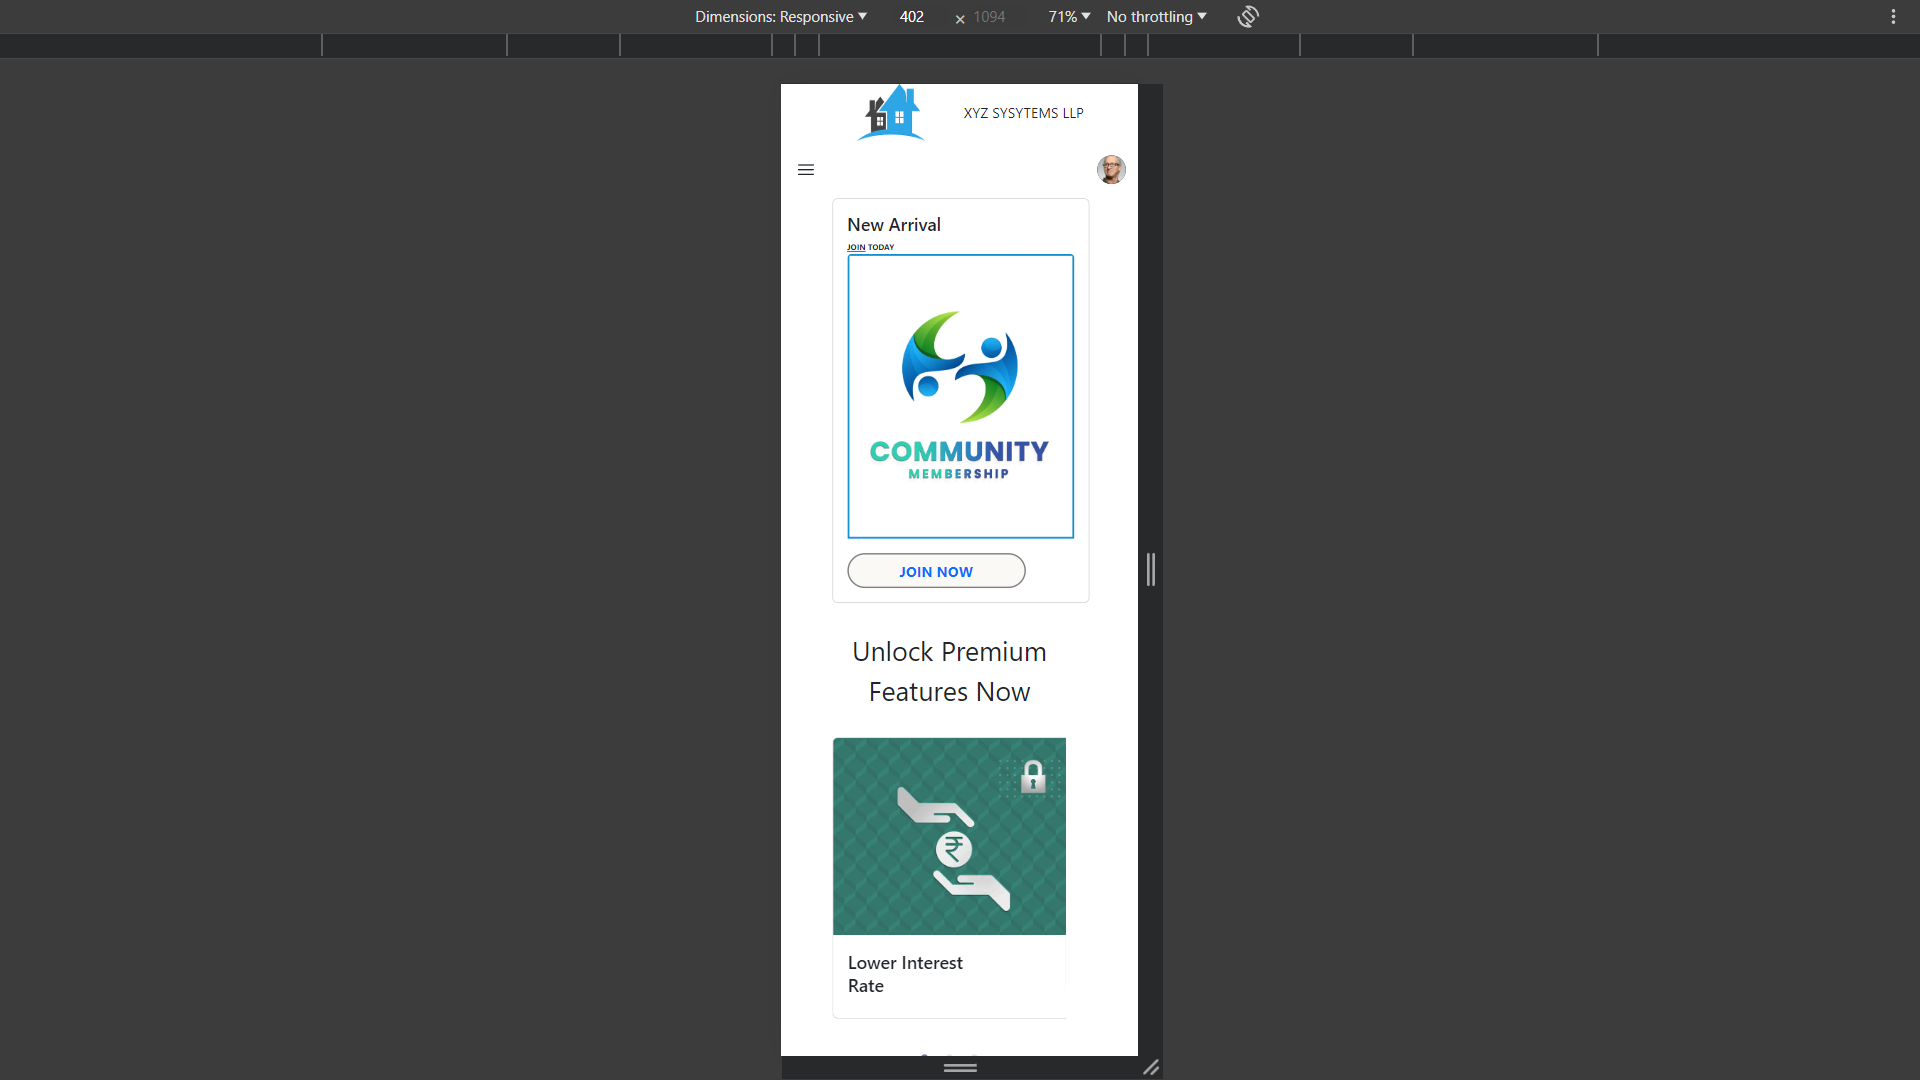 Dimensions: Responsive 402 × 1094 71% No throttling
XYZ SYSYTEMS LLP
New Arrival
JOIN TODAY
COMMUNITY
MEMBERSHIP
JOIN NOW
Unlock Premium
Features Now
₹
Lower Interest
Rate